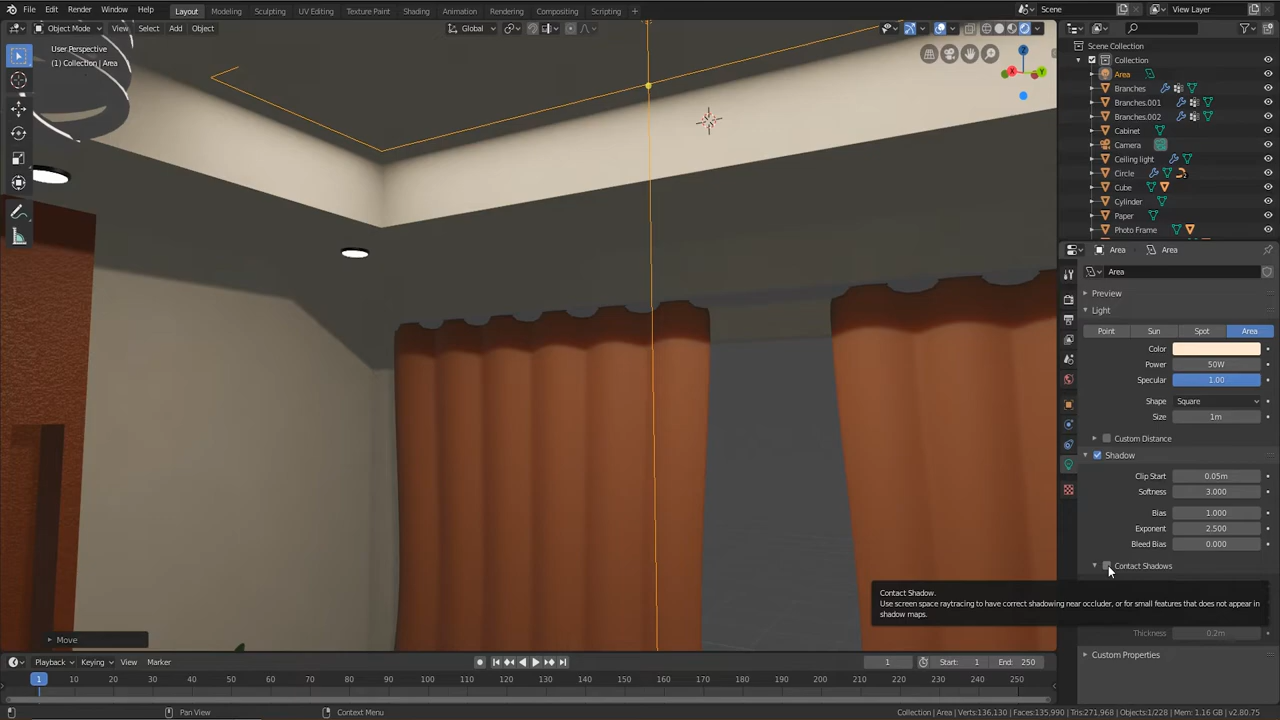 File Edit Render Window Help Layout Modeling Sculpting UV Editing Texture Paint Shading Animation Rendering Compositing Scripting + Scene View Layer
Object Mode View Select Add Object Global
User Perspective
(1) Collection | Area
Scene Collection
Collection
Area
Branches
Branches.001
Branches.002
Cabinet
Camera
Ceiling light
Circle
Cube
Cylinder
Paper
Photo Frame
Area Area
Area
Preview
Light
Point Sun Spot Area
Color
Power 50W
Specular 1.00
Shape Square
Size 1m
Custom Distance
Shadow
Clip Start 0.05m
Softness 3.000
Bias 1.000
Exponent 2.500
Bleed Bias 0.000
Contact Shadows
Contact Shadow.
Use screen space raytracing to have correct shadowing near occluder, or for small features that does not appear in
shadow maps.
Thickness 0.2m
Custom Properties
Move
Playback Keying View Marker 1 Start: 1 End: 250
1 10 20 30 40 50 60 70 80 90 100 110 120 130 140 150 160 170 180 190 200 210 220 230 240 250
Select Pan View Context Menu Collection | Area | Verts:136,130 | Faces:135,990 | Tris:271,968 | Objects:1/228 | Mem: 1.16 GB | v2.80.75